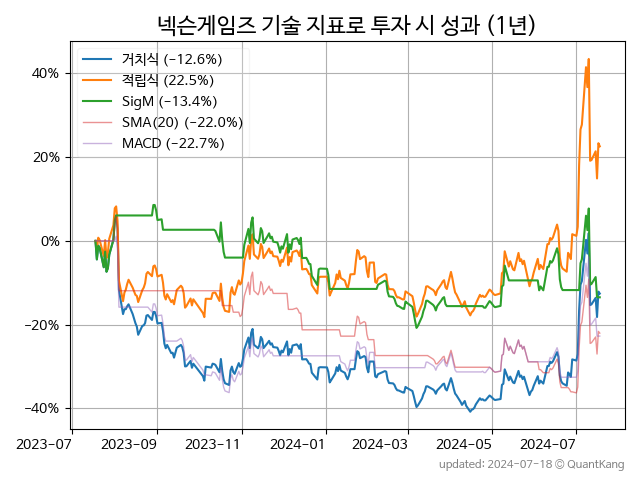 넥슨게임즈 기술 지표로 투자 시 성과 (1년)
거치식 (-12.6%)
적립식 (22.5%)
SigM (-13.4%)
SMA(20) (-22.0%)
MACD (-22.7%)
40%
20%
0%
-20%
-40%
2023-07
2023-09
2023-11
2024-01
2024-03
2024-05
2024-07
updated: 2024-07-18 © QuantKang